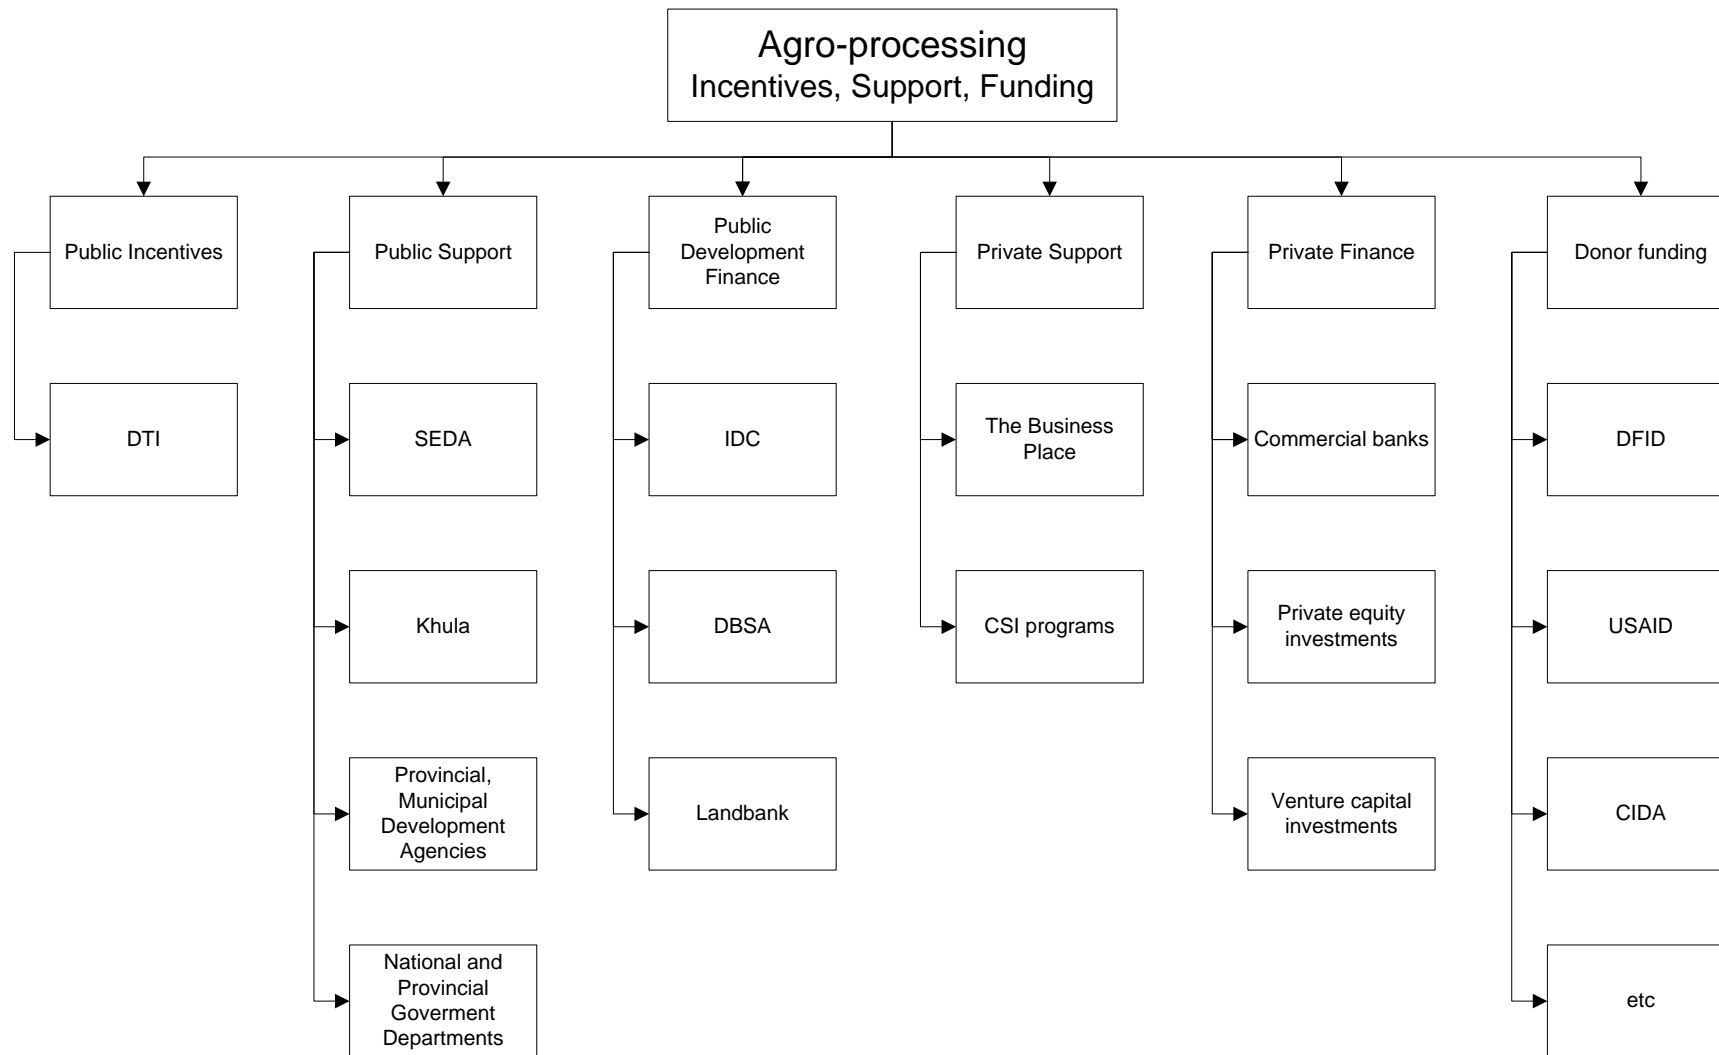 Agro-processing
Incentives, Support, Funding
Public Incentives
Public Support
Public
Development
Finance
Private Support
Private Finance
Donor funding
DTI
SEDA
IDC
The Business
Place
Commercial banks
DFID
Khula
DBSA
CSI programs
Private equity
investments
USAID
Provincial,
Municipal
Development
Agencies
Landbank
Venture capital
investments
CIDA
National and
Provincial
Goverment
Departments
etc